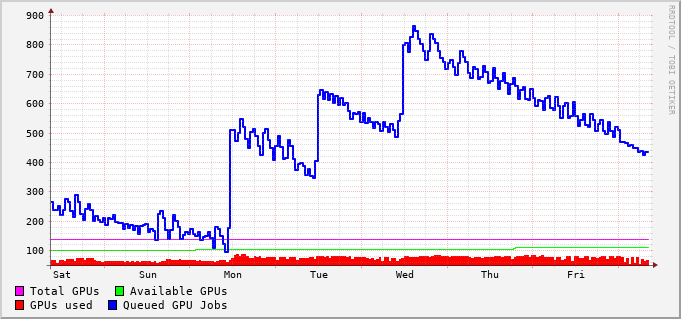 900
800
700
600
500
400
300
200
100
Sat Sun Mon Tue Wed Thu Fri
Total GPUs Available GPUs
GPUs used Queued GPU Jobs
RRDTOOL / TOBI OETIKER